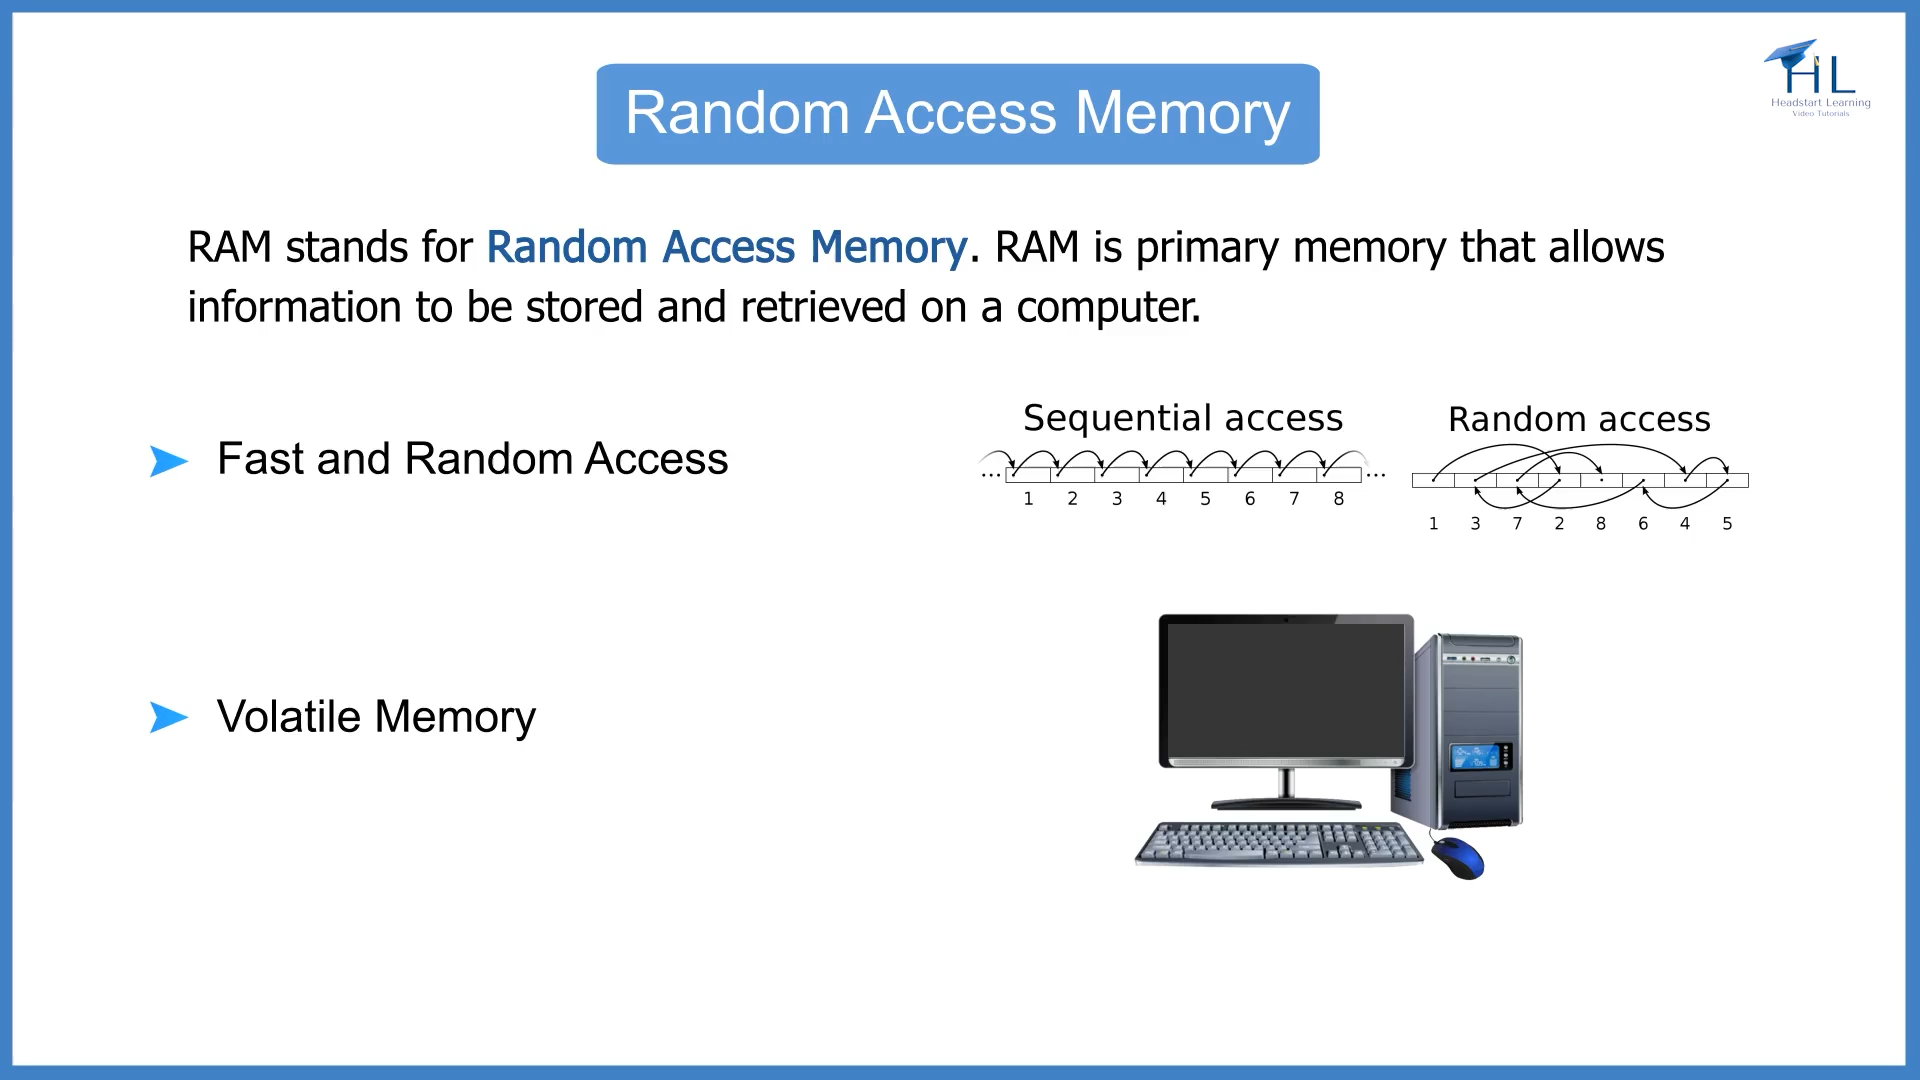 Random Access Memory
HL
Headstart Learning
Video Tutorials
RAM stands for Random Access Memory. RAM is primary memory that allows
information to be stored and retrieved on a computer.
Fast and Random Access
Sequential access
... ...
1 2 3 4 5 6 7 8
Random access
1 3 7 2 8 6 4 5
Volatile Memory